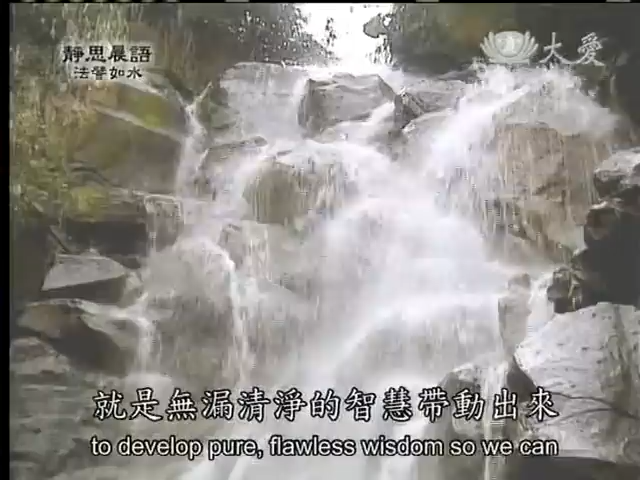 靜思晨語
法聲如水
大愛
就是無漏清淨的智慧帶動出來
to develop pure, flawless wisdom so we can